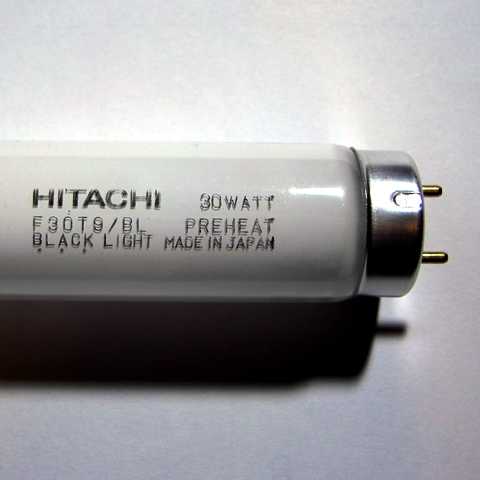 HITACHI 30WATT
F30T9/BL PREHEAT
BLACK LIGHT MADE IN JAPAN